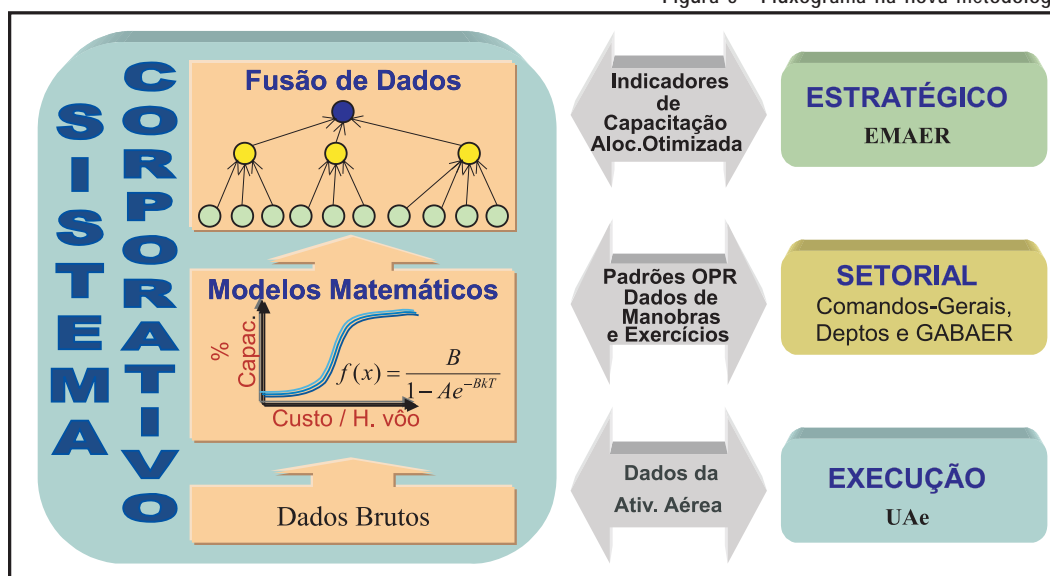 Figura 6 - Fluxograma na nova metodolog
SISTEMA
CORPORATIVO
Fusão de Dados
Modelos Matemáticos
% Capac.
f(x) = B / 1 − Ae^−BkT
Custo / H. vôo
Dados Brutos
Indicadores
de
Capacitação
Aloc.Otimizada
Padrões OPR
Dados de
Manobras
e Exercícios
Dados da
Ativ. Aérea
ESTRATÉGICO
EMAER
SETORIAL
Comandos-Gerais,
Deptos e GABAER
EXECUÇÃO
UAe